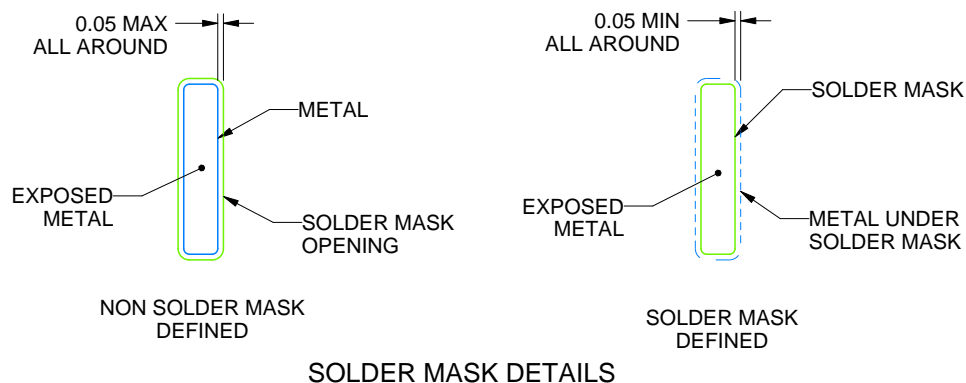 0.05 MAX
ALL AROUND
METAL
EXPOSED
METAL
SOLDER MASK
OPENING
NON SOLDER MASK
DEFINED
0.05 MIN
ALL AROUND
SOLDER MASK
EXPOSED
METAL
METAL UNDER
SOLDER MASK
SOLDER MASK
DEFINED
SOLDER MASK DETAILS